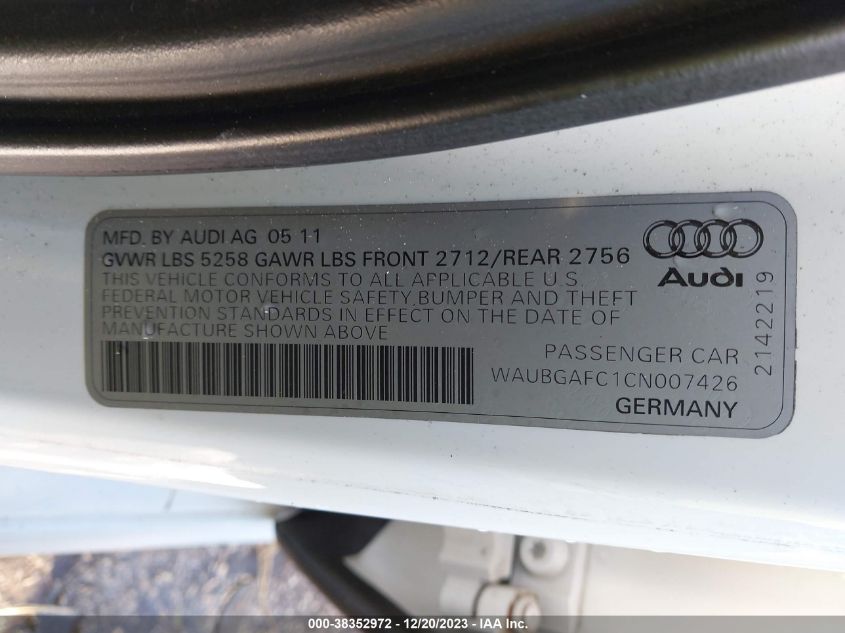 MFD. BY AUDI AG 05 11
GVWR LBS 5258 GAWR LBS FRONT 2712/REAR 2756
THIS VEHICLE CONFORMS TO ALL APPLICABLE U.S.
FEDERAL MOTOR VEHICLE SAFETY,BUMPER AND THEFT
PREVENTION STANDARDS IN EFFECT ON THE DATE OF
MANUFACTURE SHOWN ABOVE
Audi
2142219
PASSENGER CAR
WAUBGAFC1CN007426
GERMANY
000-38352972 - 12/20/2023 - IAA Inc.